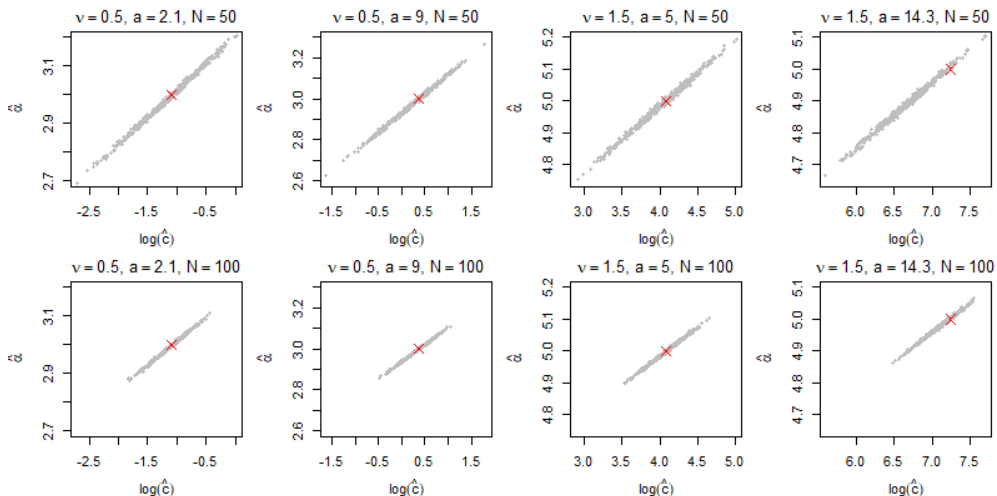 ν = 0.5, a = 2.1, N = 50
α̂
3.1
2.9
2.7
-2.5
-1.5
-0.5
log(ĉ)
ν = 0.5, a = 9, N = 50
α̂
3.2
3.0
2.8
2.6
-1.5
-0.5
0.5
1.5
log(ĉ)
ν = 1.5, a = 5, N = 50
α̂
5.2
5.1
5.0
4.9
4.8
3.0
3.5
4.0
4.5
5.0
log(ĉ)
ν = 1.5, a = 14.3, N = 50
α̂
5.1
5.0
4.9
4.8
4.7
6.0
6.5
7.0
7.5
log(ĉ)
ν = 0.5, a = 2.1, N = 100
α̂
3.1
2.9
2.7
-2.5
-1.5
-0.5
log(ĉ)
ν = 0.5, a = 9, N = 100
α̂
3.2
3.0
2.8
2.6
-1.5
-0.5
0.5
1.5
log(ĉ)
ν = 1.5, a = 5, N = 100
α̂
5.2
5.1
5.0
4.9
4.8
3.0
3.5
4.0
4.5
5.0
log(ĉ)
ν = 1.5, a = 14.3, N = 100
α̂
5.1
5.0
4.9
4.8
4.7
6.0
6.5
7.0
7.5
log(ĉ)